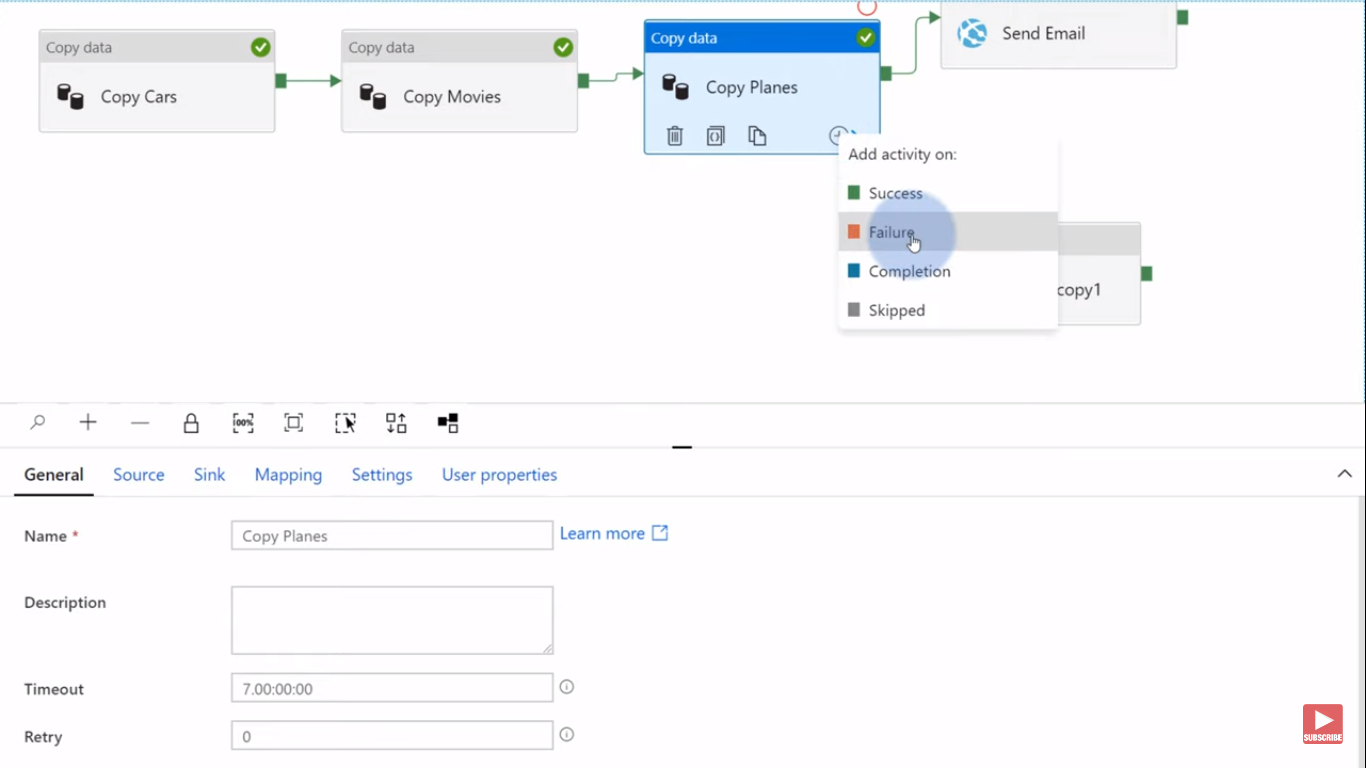 Copy data
Copy Cars
Copy data
Copy Movies
Copy data
Copy Planes
Send Email
Add activity on:
Success
Failure
Completion
Skipped
copy1
100%
General Source Sink Mapping Settings User properties
Name * Copy Planes Learn more
Description
Timeout 7.00:00:00
Retry 0
SUBSCRIBE